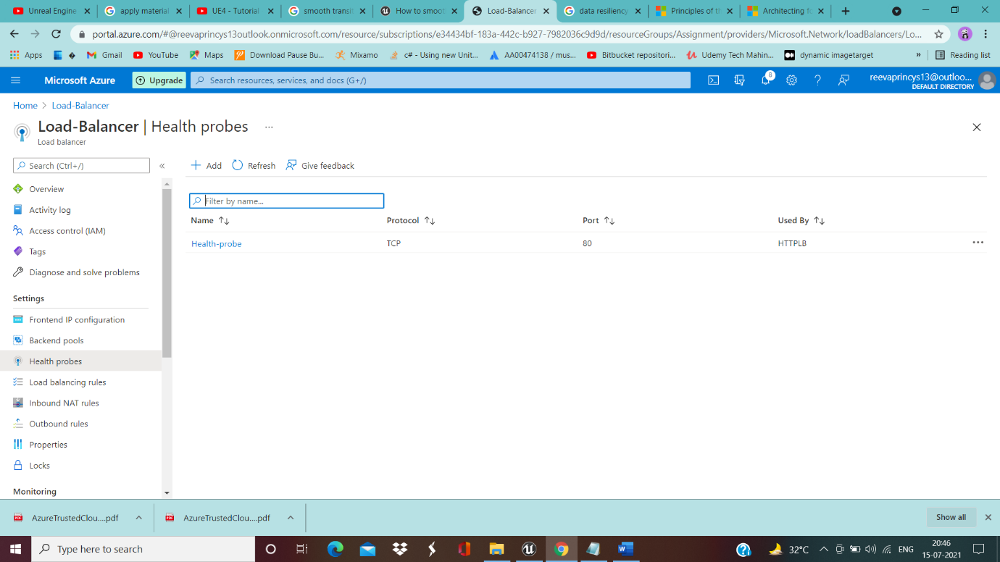 Unreal Engine
apply material
UE4 - Tutorial
smooth transit
How to smoot
Load-Balancer
data resiliency
Principles of th
Architecting fo
portal.azure.com/#@reevaprincys13outlook.onmicrosoft.com/resource/subscriptions/e34434bf-183a-442c-b927-7982036c9d9d/resourceGroups/Assignment/providers/Microsoft.Network/loadBalancers/Lo...
Apps Gmail YouTube Maps Download Pause Bu... Mixamo c# - Using new Unit... AA00474138 / mus... Bitbucket repositori... Udemy Tech Mahin... dynamic imagetarget » Reading list
Microsoft Azure Upgrade Search resources, services, and docs (G+/) 8 reevaprincys13@outloo...
DEFAULT DIRECTORY
Home > Load-Balancer
Load-Balancer | Health probes ...
Load balancer
Search (Ctrl+/) « + Add Refresh Give feedback
Overview
Activity log
Access control (IAM)
Tags
Diagnose and solve problems
Settings
Frontend IP configuration
Backend pools
Health probes
Load balancing rules
Inbound NAT rules
Outbound rules
Properties
Locks
Monitoring
Filter by name...
Name Protocol Port Used By
Health-probe TCP 80 HTTPLB
AzureTrustedClou....pdf AzureTrustedClou....pdf Show all
Type here to search 32°C ENG 20:46
15-07-2021